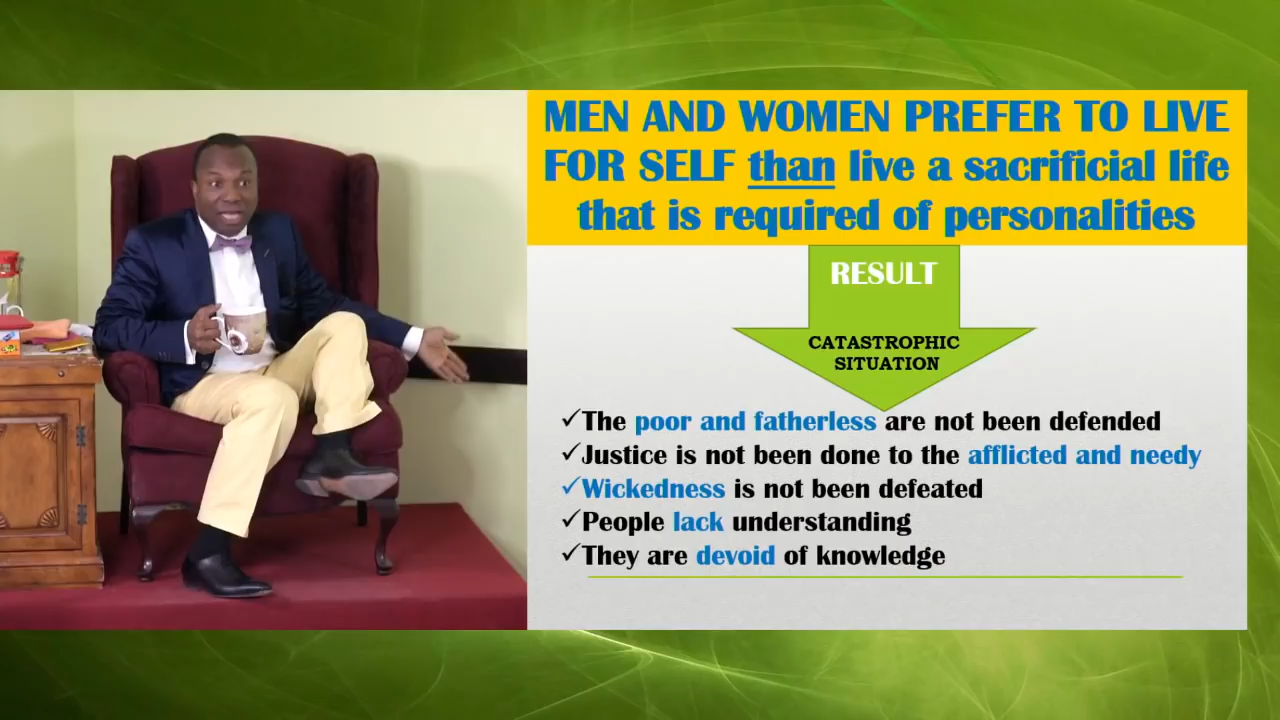 MEN AND WOMEN PREFER TO LIVE
FOR SELF than live a sacrificial life
that is required of personalities
RESULT
CATASTROPHIC
SITUATION
✓The poor and fatherless are not been defended
✓Justice is not been done to the afflicted and needy
✓Wickedness is not been defeated
✓People lack understanding
✓They are devoid of knowledge